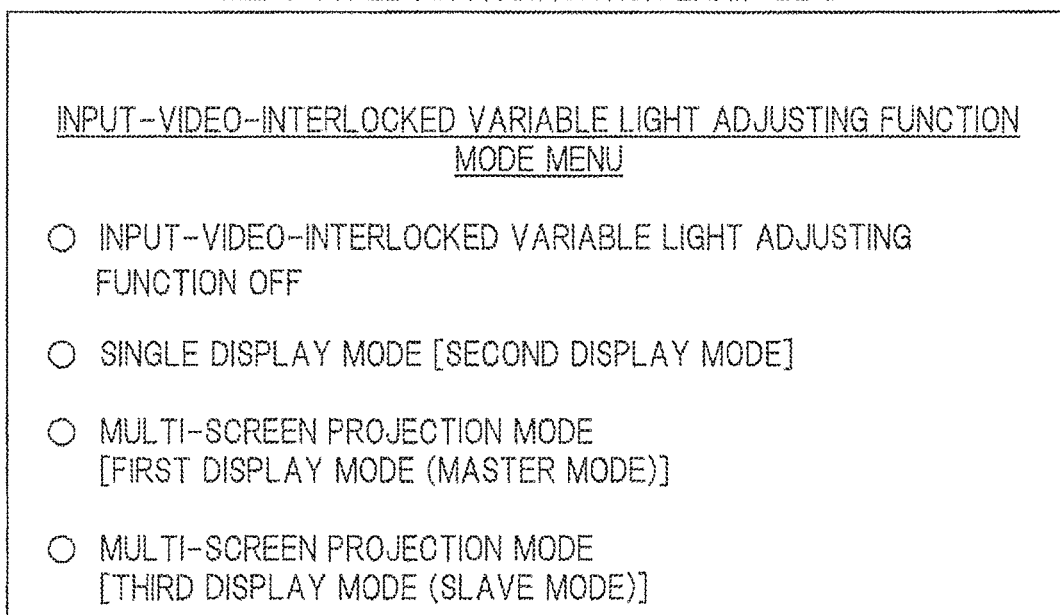 INPUT-VIDEO-INTERLOCKED VARIABLE LIGHT ADJUSTING FUNCTION
MODE MENU
○ INPUT-VIDEO-INTERLOCKED VARIABLE LIGHT ADJUSTING
FUNCTION OFF
○ SINGLE DISPLAY MODE [SECOND DISPLAY MODE]
○ MULTI-SCREEN PROJECTION MODE
[FIRST DISPLAY MODE (MASTER MODE)]
○ MULTI-SCREEN PROJECTION MODE
[THIRD DISPLAY MODE (SLAVE MODE)]